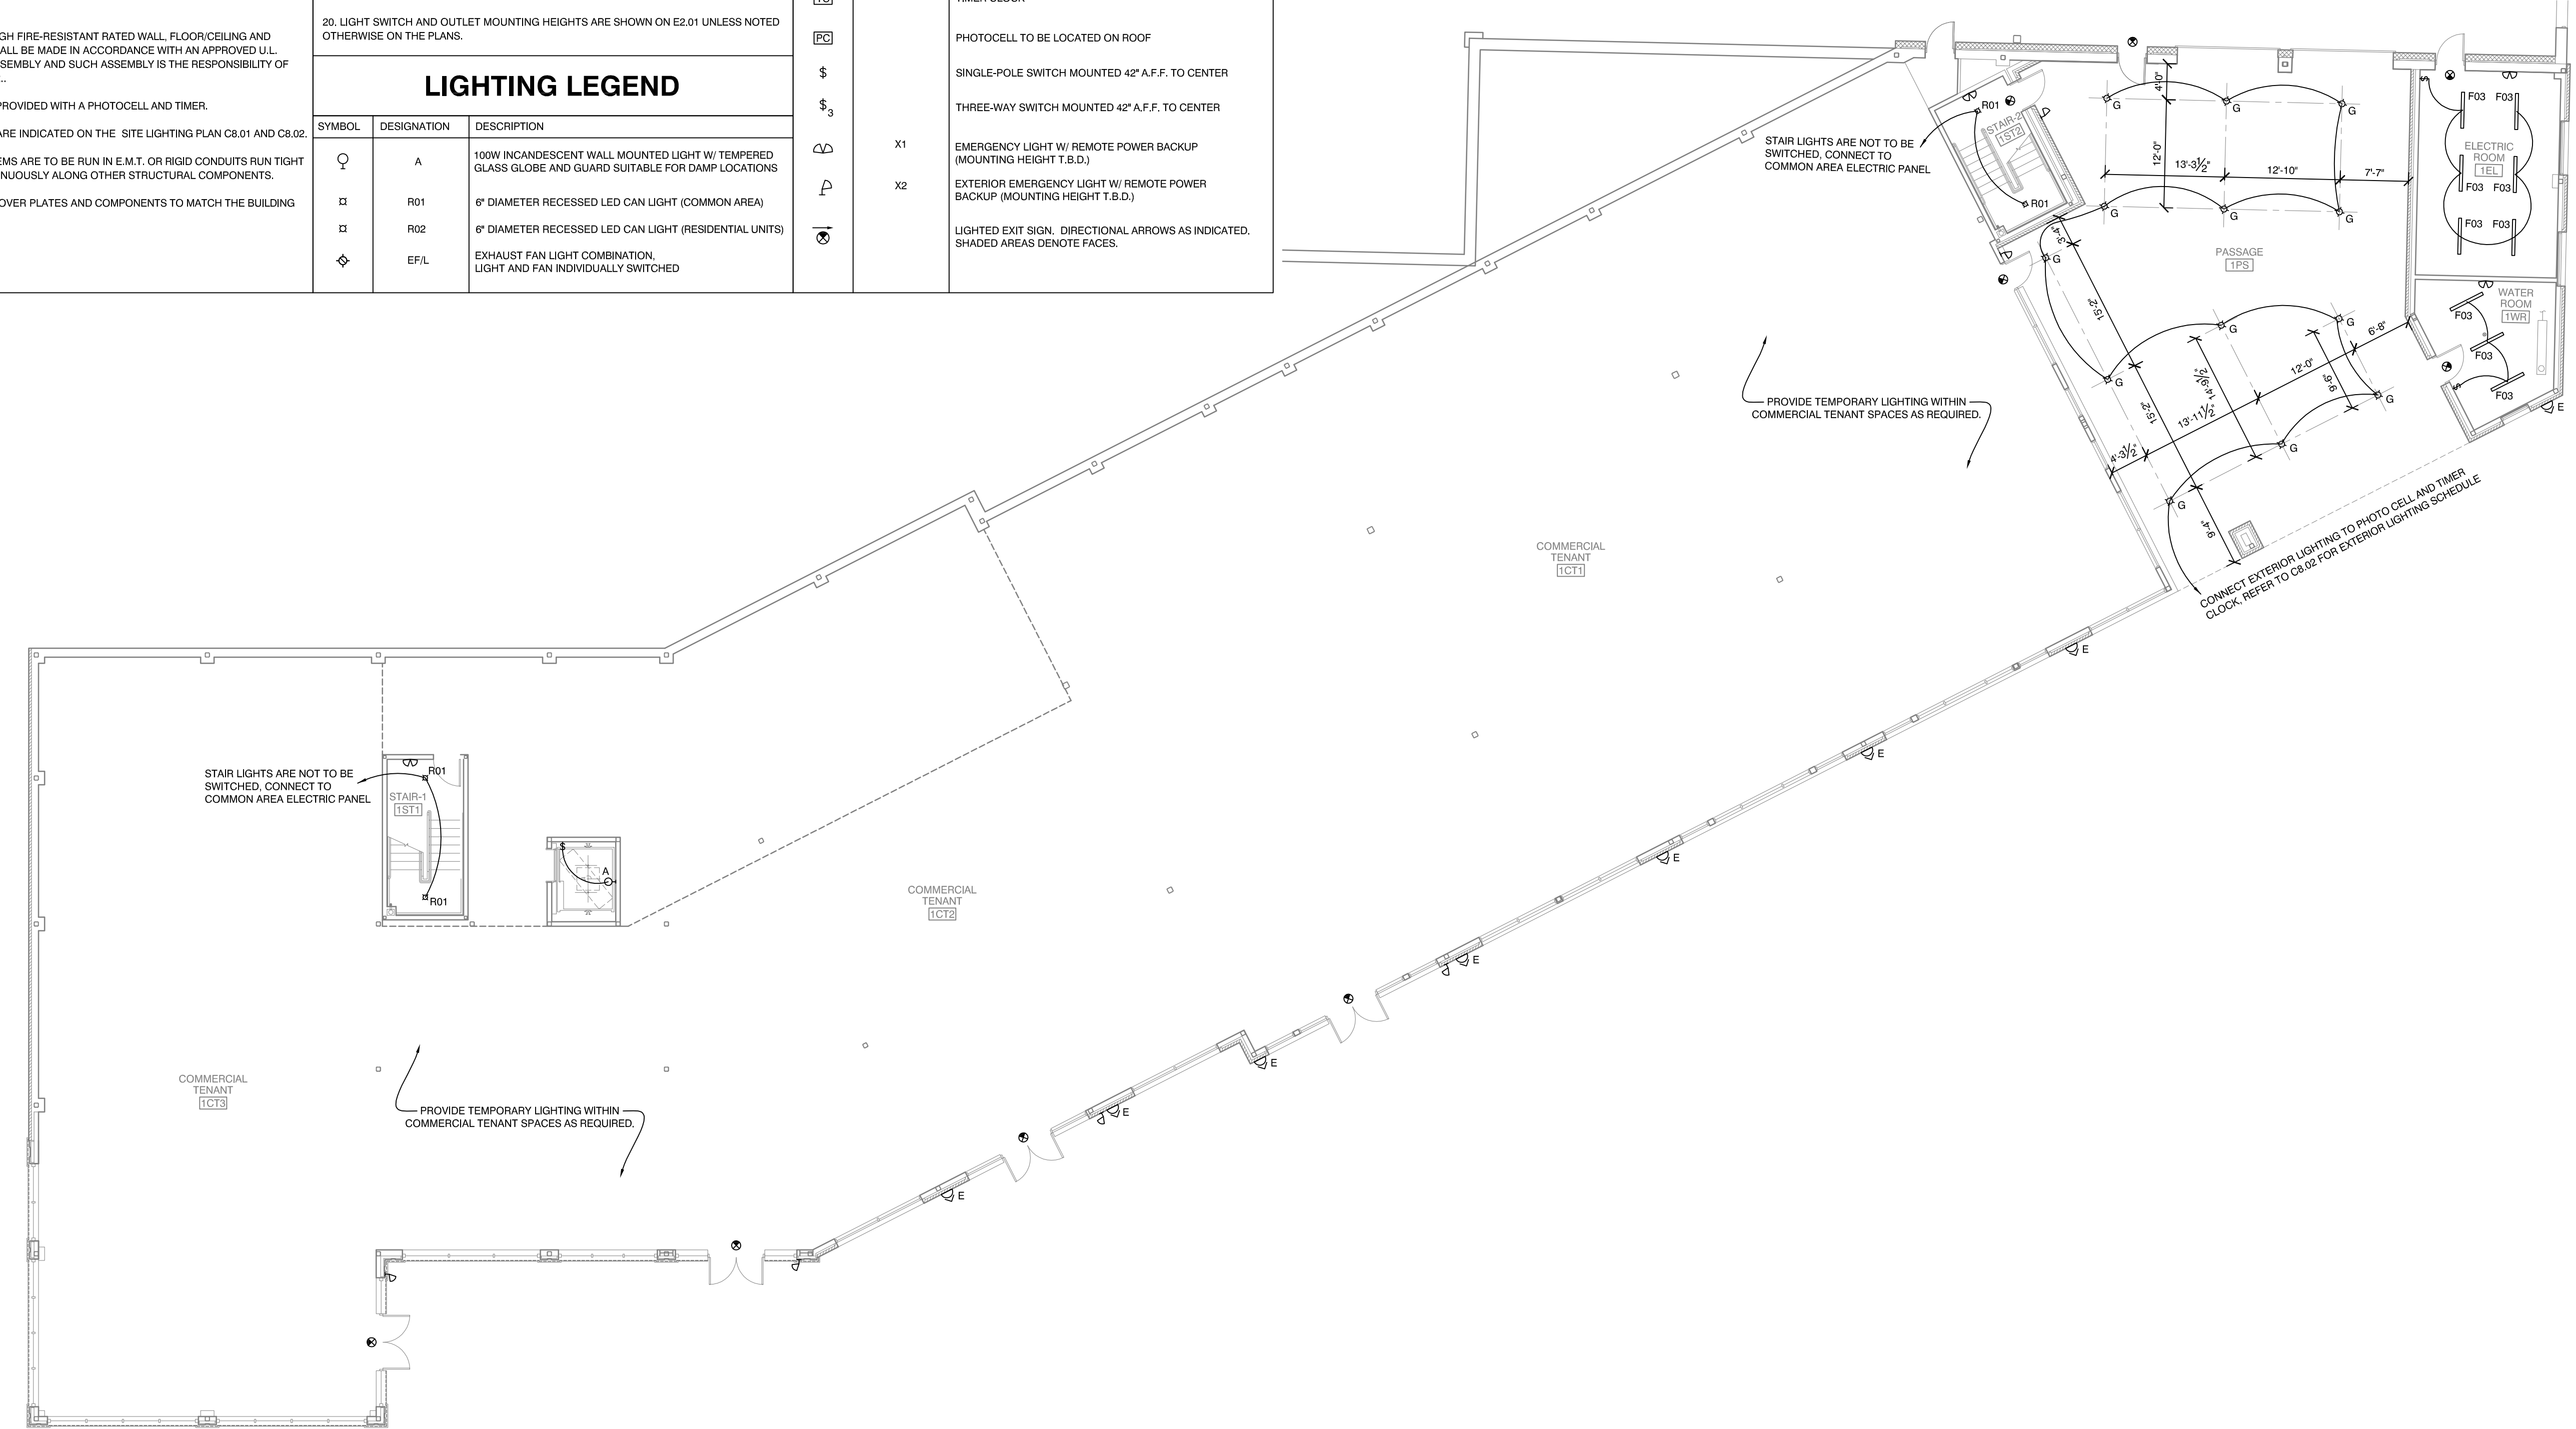 GH FIRE-RESISTANT RATED WALL, FLOOR/CEILING AND
ALL BE MADE IN ACCORDANCE WITH AN APPROVED U.L.
SEMBLY AND SUCH ASSEMBLY IS THE RESPONSIBILITY OF
PROVIDED WITH A PHOTOCELL AND TIMER.
ARE INDICATED ON THE SITE LIGHTING PLAN C8.01 AND C8.02.
EMS ARE TO BE RUN IN E.M.T. OR RIGID CONDUITS RUN TIGHT
NUOUSLY ALONG OTHER STRUCTURAL COMPONENTS.
OVER PLATES AND COMPONENTS TO MATCH THE BUILDING
20. LIGHT SWITCH AND OUTLET MOUNTING HEIGHTS ARE SHOWN ON E2.01 UNLESS NOTED
OTHERWISE ON THE PLANS.
LIGHTING LEGEND
SYMBOL DESIGNATION DESCRIPTION
A 100W INCANDESCENT WALL MOUNTED LIGHT W/ TEMPERED
GLASS GLOBE AND GUARD SUITABLE FOR DAMP LOCATIONS
R01 6" DIAMETER RECESSED LED CAN LIGHT (COMMON AREA)
R02 6" DIAMETER RECESSED LED CAN LIGHT (RESIDENTIAL UNITS)
EF/L EXHAUST FAN LIGHT COMBINATION,
LIGHT AND FAN INDIVIDUALLY SWITCHED
PC PHOTOCELL TO BE LOCATED ON ROOF
$ SINGLE-POLE SWITCH MOUNTED 42" A.F.F. TO CENTER
$3 THREE-WAY SWITCH MOUNTED 42" A.F.F. TO CENTER
X1 EMERGENCY LIGHT W/ REMOTE POWER BACKUP
(MOUNTING HEIGHT T.B.D.)
X2 EXTERIOR EMERGENCY LIGHT W/ REMOTE POWER
BACKUP (MOUNTING HEIGHT T.B.D.)
LIGHTED EXIT SIGN. DIRECTIONAL ARROWS AS INDICATED.
SHADED AREAS DENOTE FACES.
STAIR LIGHTS ARE NOT TO BE
SWITCHED, CONNECT TO
COMMON AREA ELECTRIC PANEL
R01
STAIR-2
1ST2
R01
4'-0"
12'-0"
G
G
G
13'-3½"
12'-10"
7'-7"
G
G
G
$
F03 F03
ELECTRIC
ROOM
1EL
F03 F03
F03 F03
PASSAGE
1PS
3'-4"
G
15'-2"
G
G
G
WATER
ROOM
1WR
F03
F03
F03
$
E
6'-8"
12'-0"
9'-6"
14'-9½"
13'-11½"
15'-2"
4'-3½"
G
G
G
9'-4"
CONNECT EXTERIOR LIGHTING TO PHOTO CELL AND TIMER
CLOCK, REFER TO C8.02 FOR EXTERIOR LIGHTING SCHEDULE
PROVIDE TEMPORARY LIGHTING WITHIN
COMMERCIAL TENANT SPACES AS REQUIRED.
COMMERCIAL
TENANT
1CT1
E
E
E
E
E
E
E
STAIR LIGHTS ARE NOT TO BE
SWITCHED, CONNECT TO
COMMON AREA ELECTRIC PANEL
R01
STAIR-1
1ST1
R01
$
A
COMMERCIAL
TENANT
1CT2
COMMERCIAL
TENANT
1CT3
PROVIDE TEMPORARY LIGHTING WITHIN
COMMERCIAL TENANT SPACES AS REQUIRED.